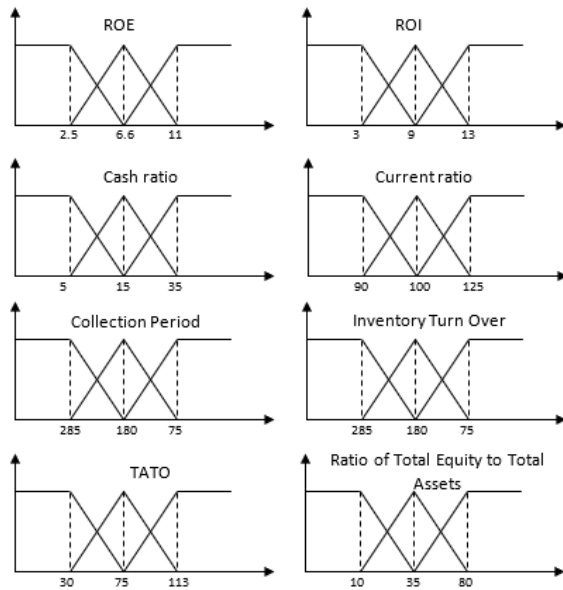 ROE
2.5 6.6 11
ROI
3 9 13
Cash ratio
5 15 35
Current ratio
90 100 125
Collection Period
285 180 75
Inventory Turn Over
285 180 75
TATO
30 75 113
Ratio of Total Equity to Total
Assets
10 35 80